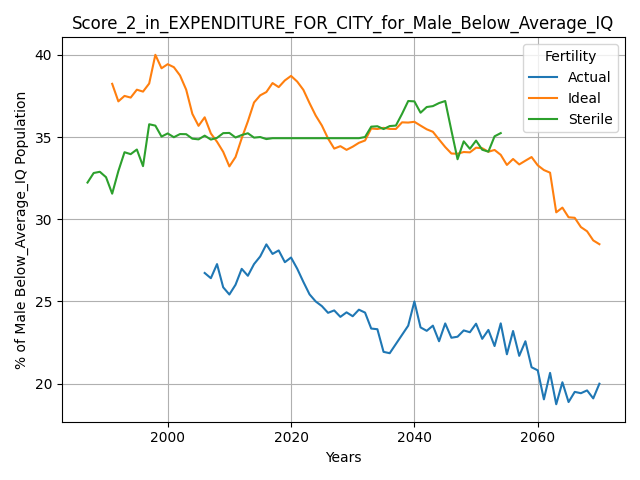 Score_2_in_EXPENDITURE_FOR_CITY_for_Male_Below_Average_IQ
Fertility
Actual
Ideal
Sterile
% of Male Below_Average_IQ Population
40
35
30
25
20
2000
2020
2040
2060
Years